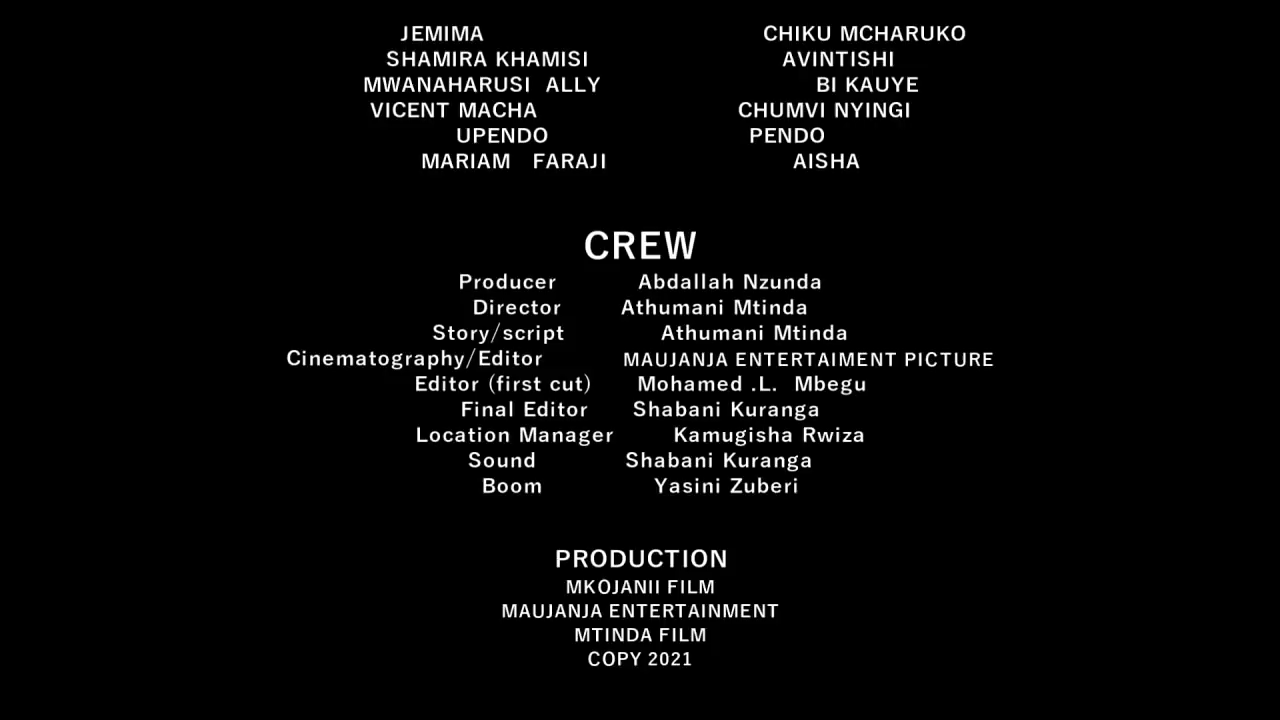 JEMIMA CHIKU MCHARUKO
SHAMIRA KHAMISI AVINTISHI
MWANAHARUSI ALLY BI KAUYE
VICENT MACHA CHUMVI NYINGI
UPENDO PENDO
MARIAM FARAJI AISHA
CREW
Producer Abdallah Nzunda
Director Athumani Mtinda
Story/script Athumani Mtinda
Cinematography/Editor MAUJANJA ENTERTAIMENT PICTURE
Editor (first cut) Mohamed .L. Mbegu
Final Editor Shabani Kuranga
Location Manager Kamugisha Rwiza
Sound Shabani Kuranga
Boom Yasini Zuberi
PRODUCTION
MKOJANII FILM
MAUJANJA ENTERTAINMENT
MTINDA FILM
COPY 2021